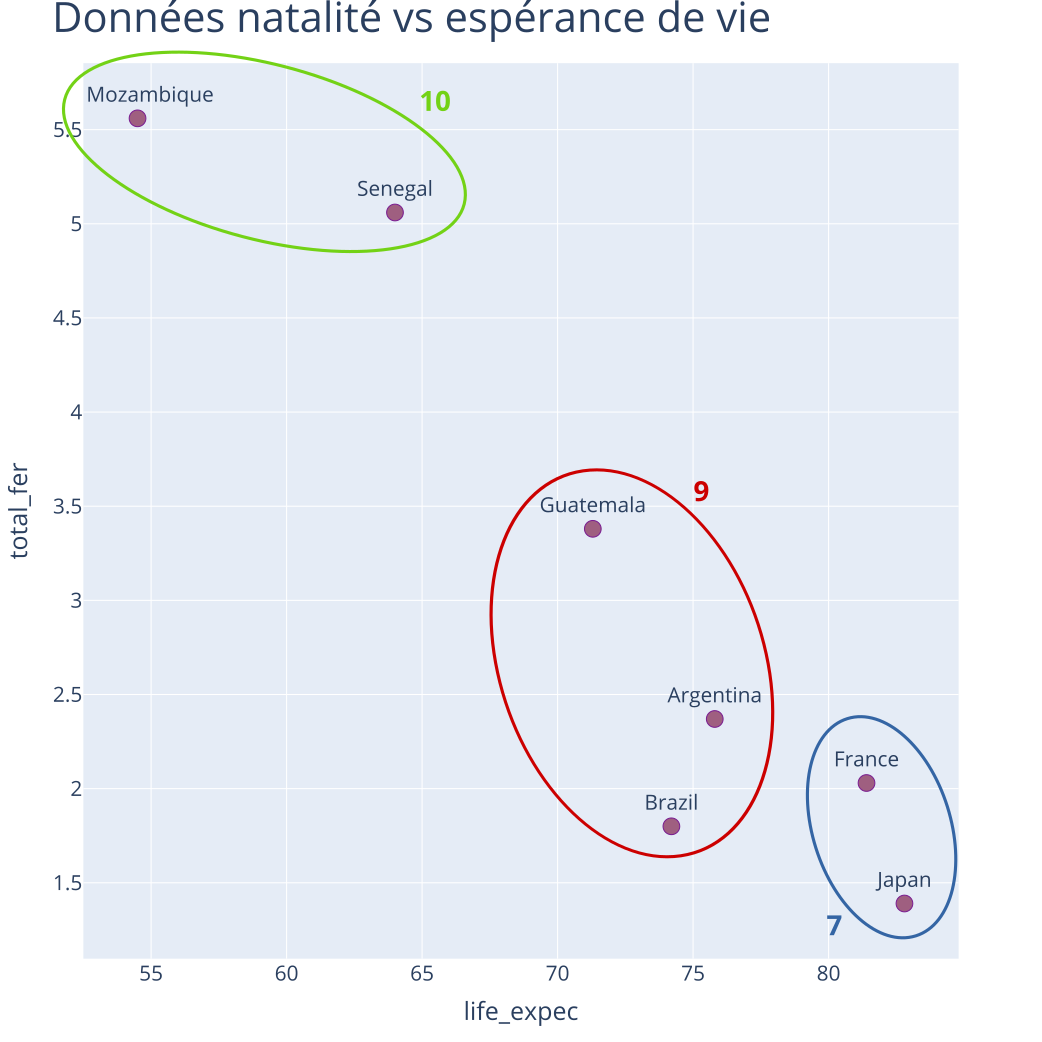 Données natalité vs espérance de vie
Mozambique
10
5.5
Senegal
5
4.5
4
total_fer
3.5
9
Guatemala
3
2.5
Argentina
France
2
Brazil
1.5
Japan
7
55 60 65 70 75 80
life_expec